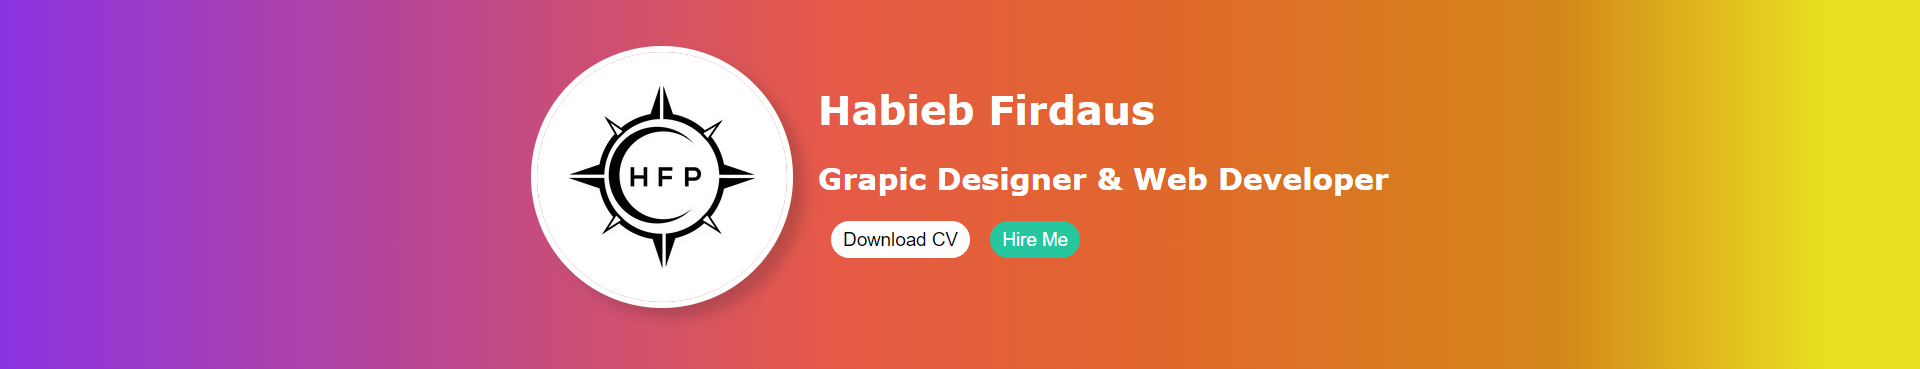 HFP
Habieb Firdaus
Grapic Designer & Web Developer
Download CV
Hire Me